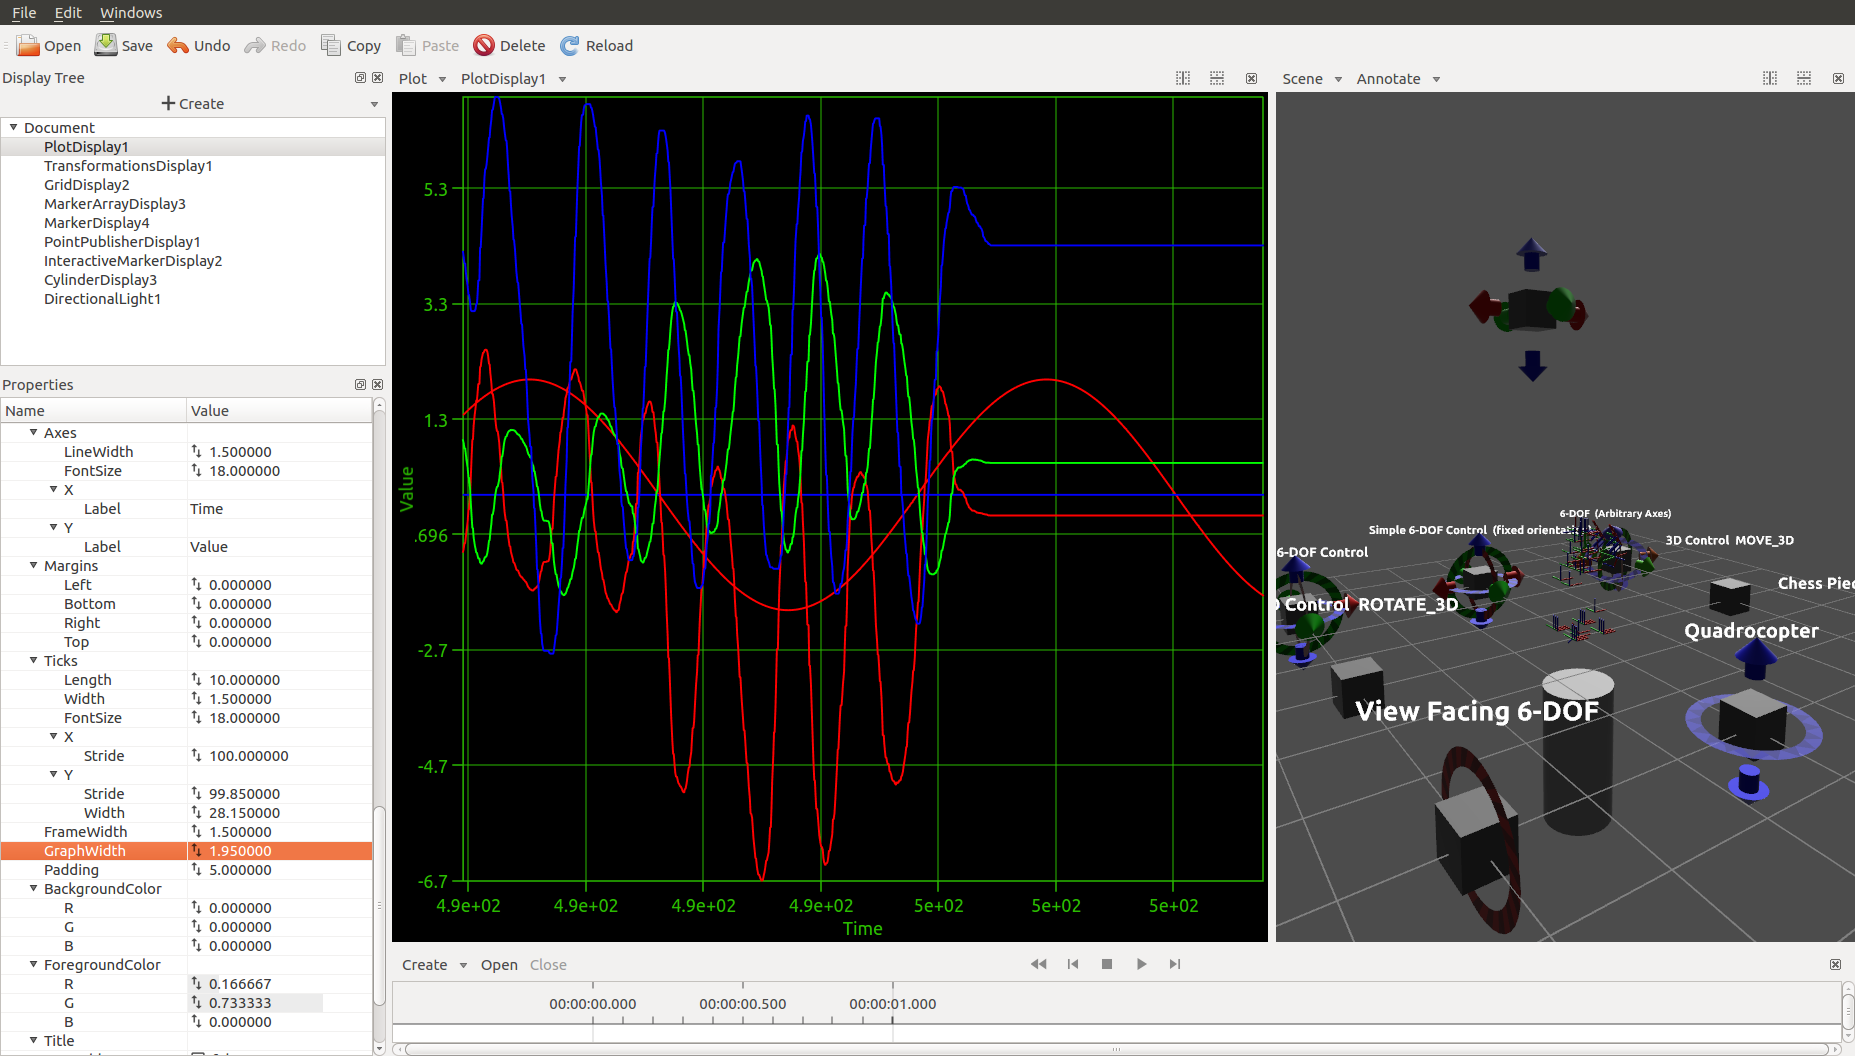 File Edit Windows
Open Save Undo Redo Copy Paste Delete Reload
Display Tree
Create
Document
PlotDisplay1
TransformationsDisplay1
GridDisplay2
MarkerArrayDisplay3
MarkerDisplay4
PointPublisherDisplay1
InteractiveMarkerDisplay2
CylinderDisplay3
DirectionalLight1
Properties
Name Value
Axes
LineWidth 1.500000
FontSize 18.000000
X
Label Time
Y
Label Value
Margins
Left 0.000000
Bottom 0.000000
Right 0.000000
Top 0.000000
Ticks
Length 10.000000
Width 1.500000
FontSize 18.000000
X
Stride 100.000000
Y
Stride 99.850000
Width 28.150000
FrameWidth 1.500000
GraphWidth 1.950000
Padding 5.000000
BackgroundColor
R 0.000000
G 0.000000
B 0.000000
ForegroundColor
R 0.166667
G 0.733333
B 0.000000
Title
Plot PlotDisplay1
5.3
3.3
1.3
.696
-2.7
-4.7
-6.7
Value
4.9e+02 4.9e+02 4.9e+02 4.9e+02 5e+02 5e+02 5e+02
Time
Scene Annotate
6-DOF (Arbitrary Axes)
Simple 6-DOF Control (fixed orientat
3D Control MOVE_3D
6-DOF Control
Chess Piec
D Control ROTATE_3D
Quadrocopter
View Facing 6-DOF
Create Open Close
00:00:00.000 00:00:00.500 00:00:01.000